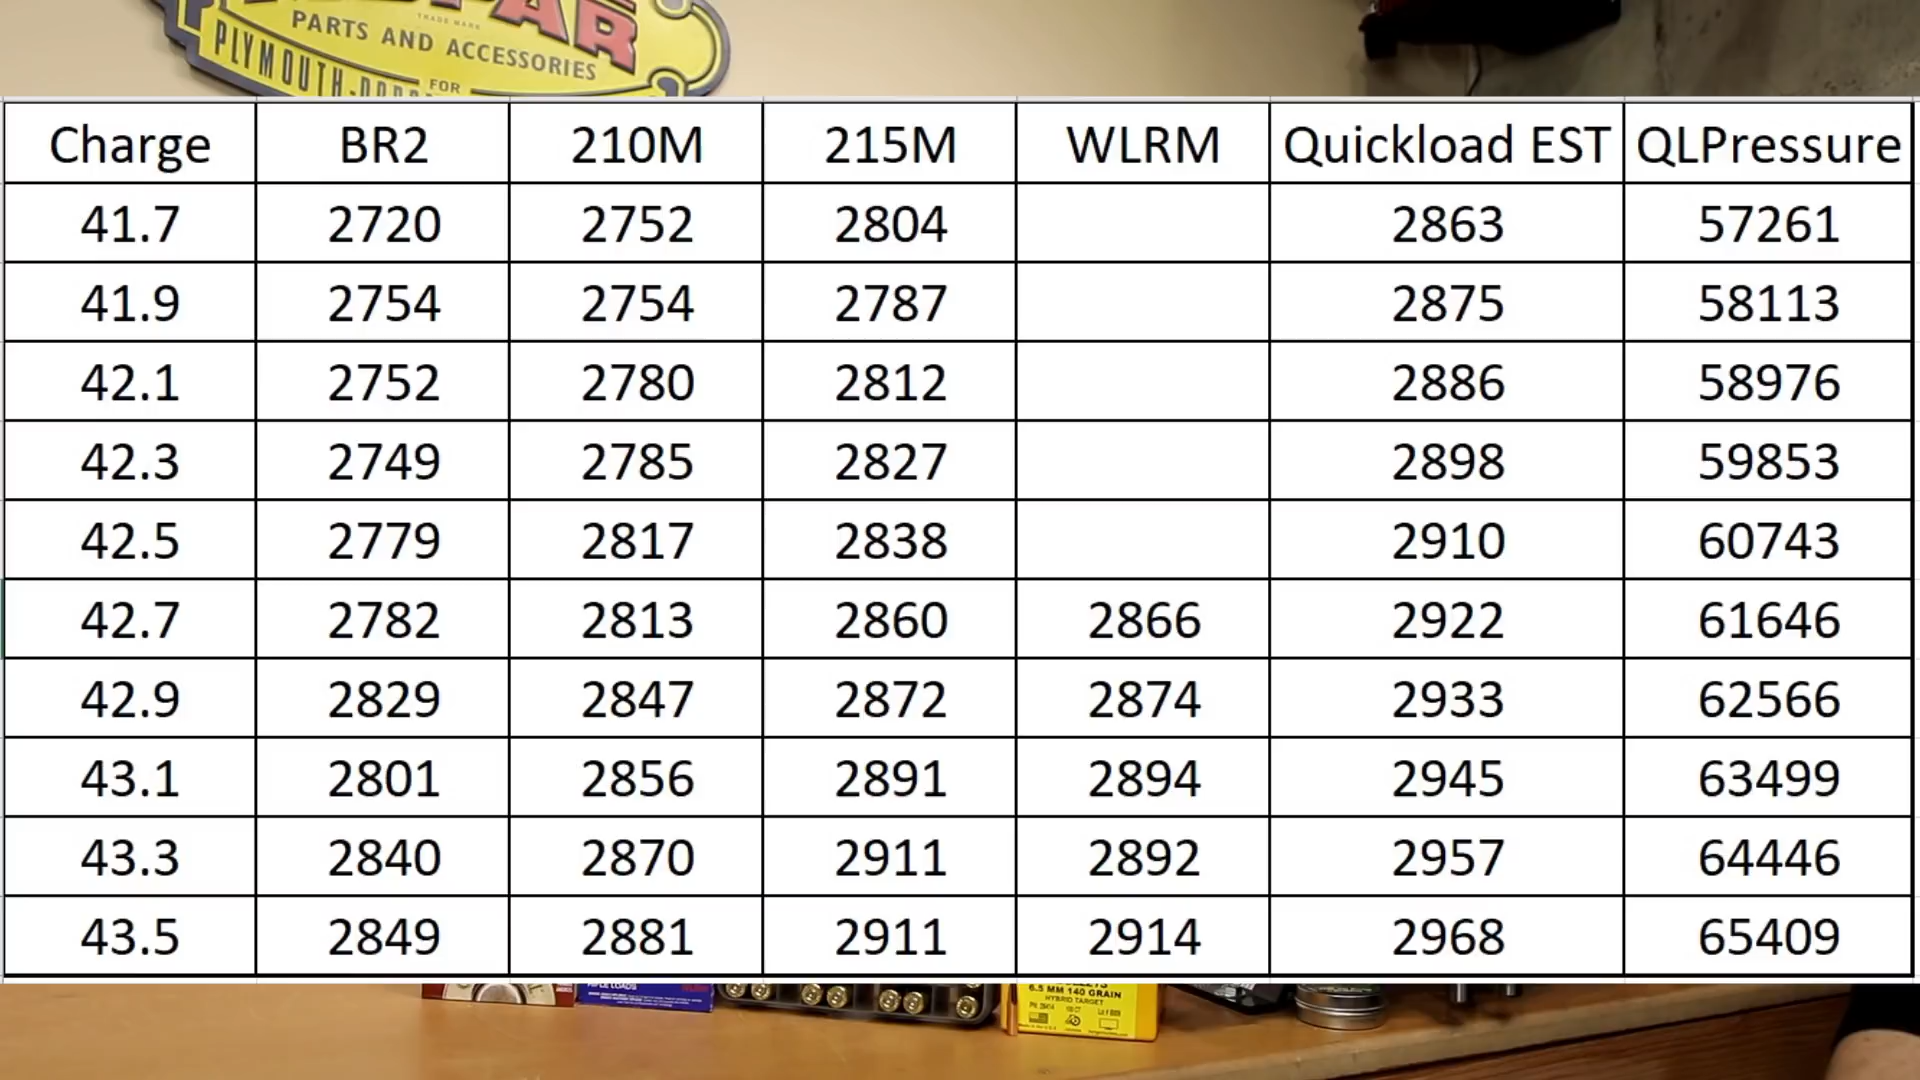 TRADE MARK
PARTS AND ACCESSORIES
FOR
Charge BR2 210M 215M WLRM Quickload EST QLPressure
41.7 2720 2752 2804 2863 57261
41.9 2754 2754 2787 2875 58113
42.1 2752 2780 2812 2886 58976
42.3 2749 2785 2827 2898 59853
42.5 2779 2817 2838 2910 60743
42.7 2782 2813 2860 2866 2922 61646
42.9 2829 2847 2872 2874 2933 62566
43.1 2801 2856 2891 2894 2945 63499
43.3 2840 2870 2911 2892 2957 64446
43.5 2849 2881 2911 2914 2968 65409
RIFLE LOADS
6.5 MM 140 GRAIN
HYBRID TARGET